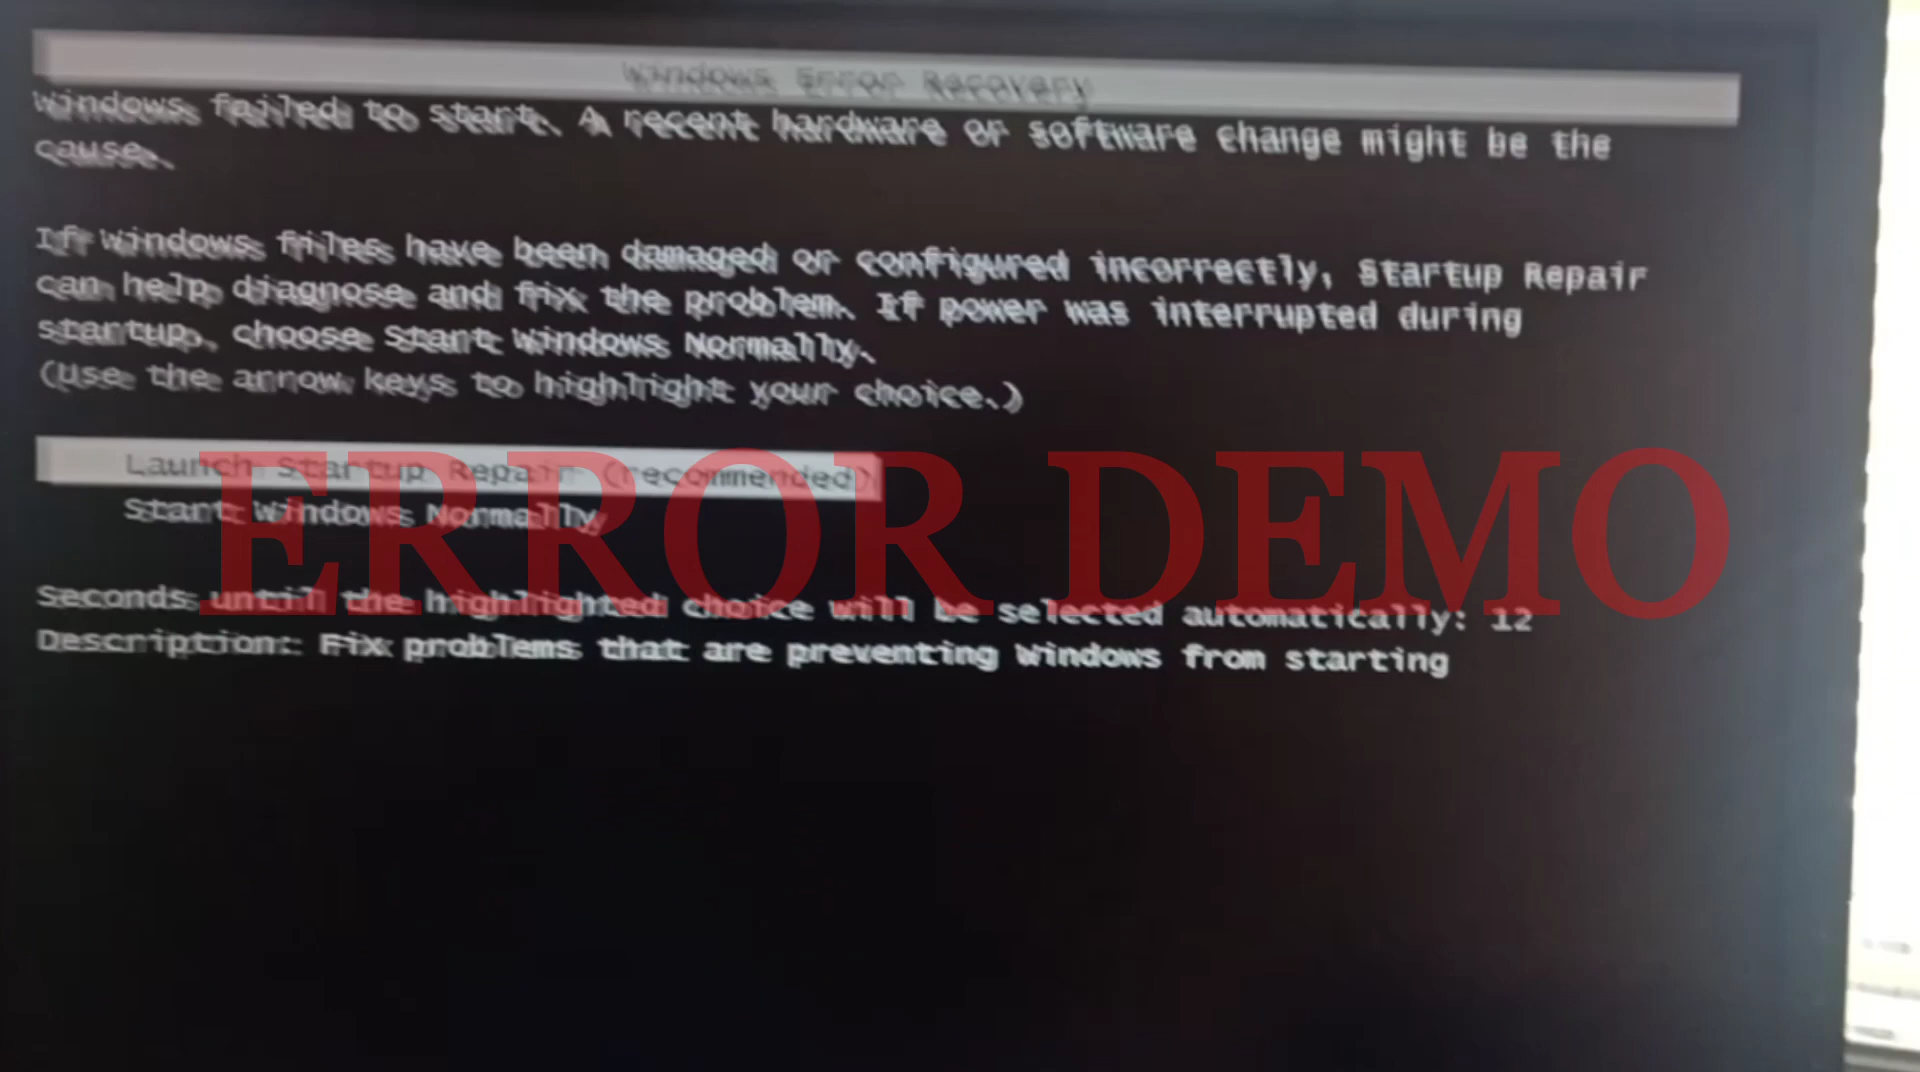 Windows Error Recovery
Windows failed to start. A recent hardware or software change might be the
cause.
If Windows files have been damaged or configured incorrectly, Startup Repair
can help diagnose and fix the problem. If power was interrupted during
startup, choose Start Windows Normally.
(Use the arrow keys to highlight your choice.)
Launch Startup Repair (recommended)
Start Windows Normally
ERROR DEMO
Seconds until the highlighted choice will be selected automatically: 12
Description: Fix problems that are preventing Windows from starting